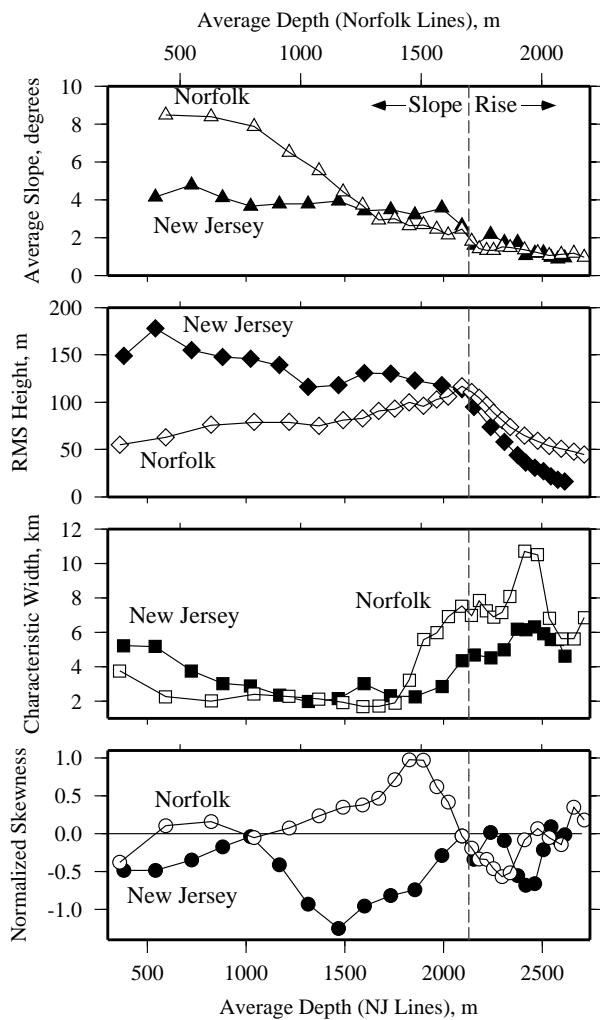 Average Depth (Norfolk Lines), m
500 1000 1500 2000
Average Slope, degrees
10
8
6
4
2
0
Norfolk
Slope Rise
New Jersey
RMS Height, m
200
150
100
50
0
New Jersey
Norfolk
Characteristic Width, km
12
10
8
6
4
2
New Jersey
Norfolk
Normalized Skewness
1.0
0.5
0.0
-0.5
-1.0
Norfolk
New Jersey
500 1000 1500 2000 2500
Average Depth (NJ Lines), m